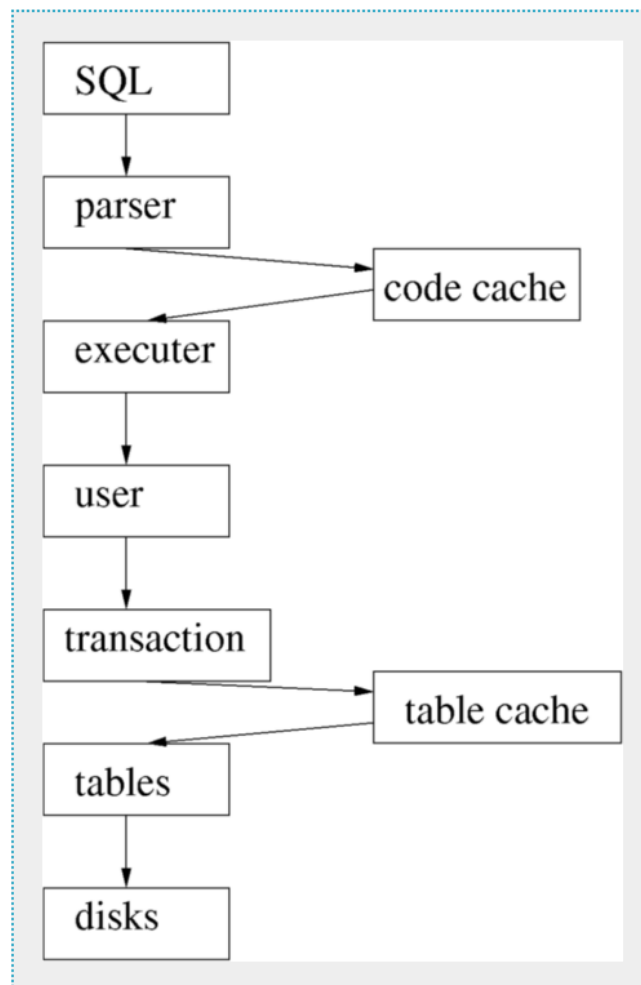 SQL
parser
code cache
executer
user
transaction
table cache
tables
disks